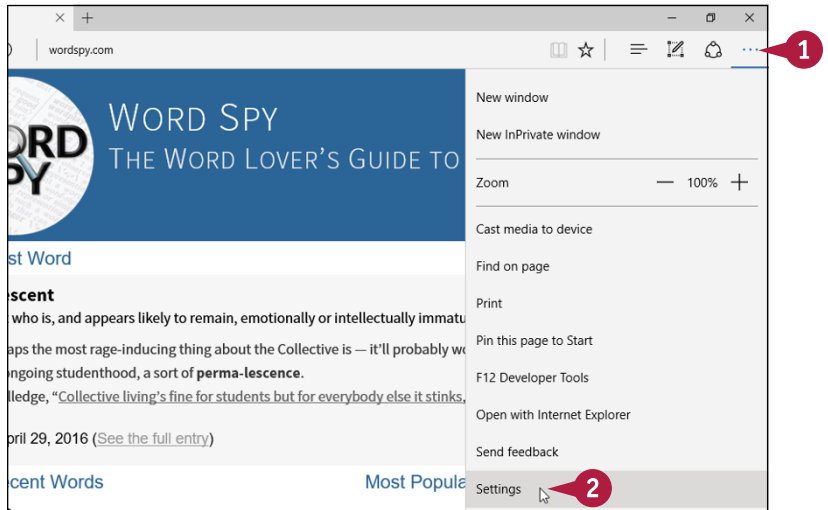 wordspy.com
1
WORD SPY
THE WORD LOVER'S GUIDE TO
ORD
PY
st Word
escent
who is, and appears likely to remain, emotionally or intellectually immatu
aps the most rage-inducing thing about the Collective is — it'll probably wo
ongoing studenthood, a sort of perma-lescence.
lledge, "Collective living's fine for students but for everybody else it stinks,
pril 29, 2016 (See the full entry)
cent Words
Most Popula
New window
New InPrivate window
Zoom
100%
Cast media to device
Find on page
Print
Pin this page to Start
F12 Developer Tools
Open with Internet Explorer
Send feedback
Settings
2